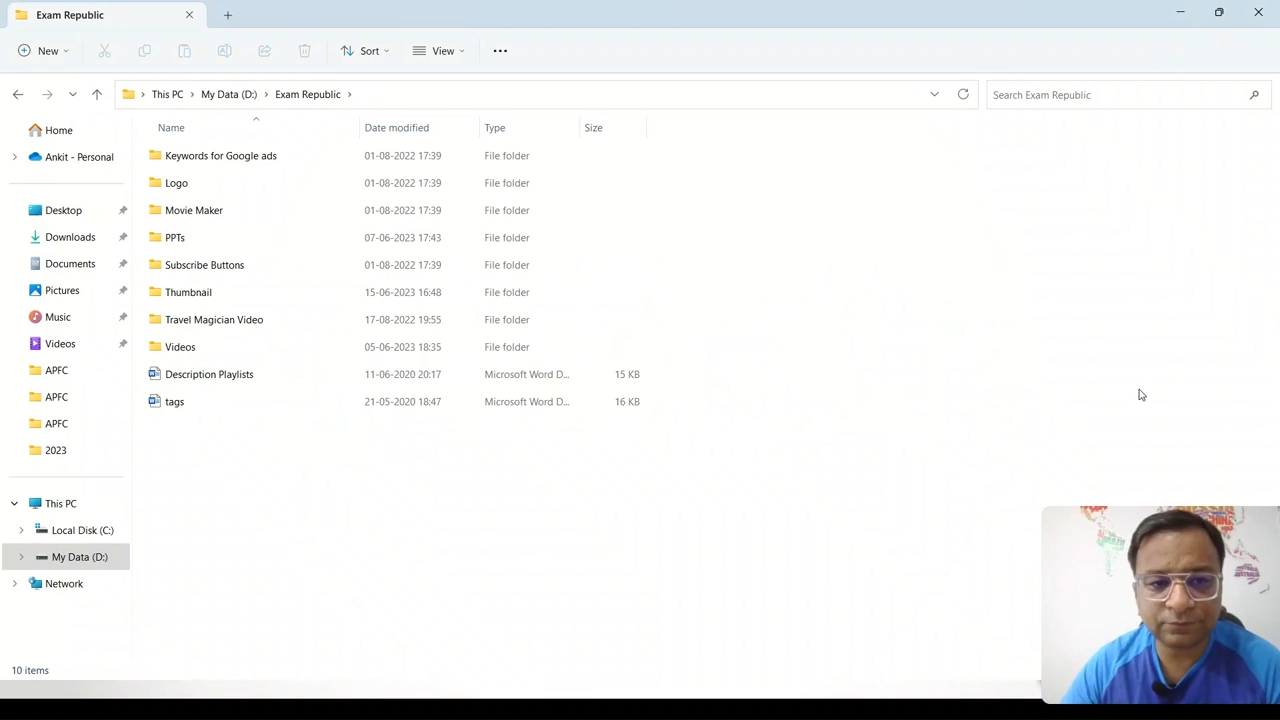 Exam Republic
New
Sort
View
This PC
My Data (D:)
Exam Republic
Search Exam Republic
Home
Ankit - Personal
Desktop
Downloads
Documents
Pictures
Music
Videos
APFC
APFC
APFC
2023
This PC
Local Disk (C:)
My Data (D:)
Network
Name Date modified Type Size
Keywords for Google ads 01-08-2022 17:39 File folder
Logo 01-08-2022 17:39 File folder
Movie Maker 01-08-2022 17:39 File folder
PPTs 07-06-2023 17:43 File folder
Subscribe Buttons 01-08-2022 17:39 File folder
Thumbnail 15-06-2023 16:48 File folder
Travel Magician Video 17-08-2022 19:55 File folder
Videos 05-06-2023 18:35 File folder
Description Playlists 11-06-2020 20:17 Microsoft Word D... 15 KB
tags 21-05-2020 18:47 Microsoft Word D... 16 KB
10 items